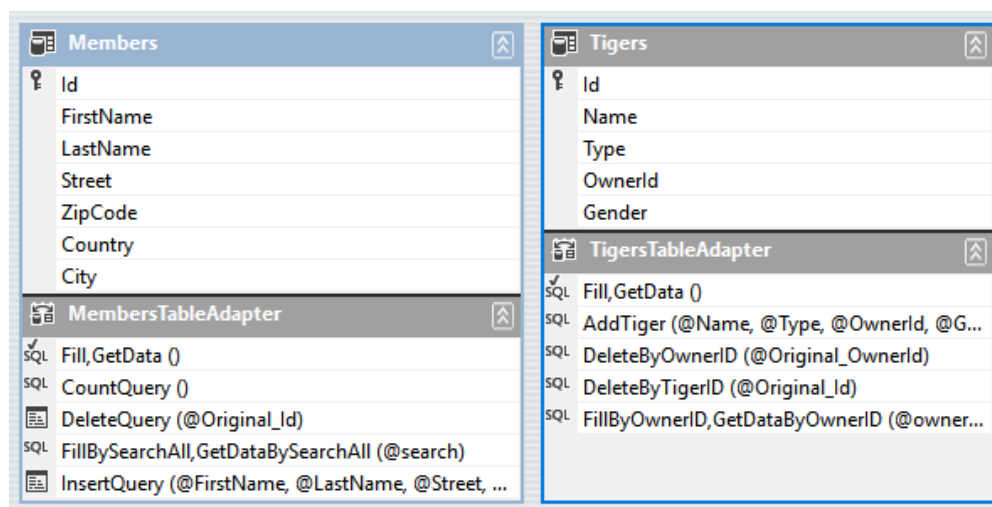 Members
Id
FirstName
LastName
Street
ZipCode
Country
City
MembersTableAdapter
SQL Fill,GetData ()
SQL CountQuery ()
DeleteQuery (@Original_Id)
SQL FillBySearchAll,GetDataBySearchAll (@search)
InsertQuery (@FirstName, @LastName, @Street, ...
Tigers
Id
Name
Type
OwnerId
Gender
TigersTableAdapter
SQL Fill,GetData ()
SQL AddTiger (@Name, @Type, @OwnerId, @G...
SQL DeleteByOwnerID (@Original_OwnerId)
SQL DeleteByTigerID (@Original_Id)
SQL FillByOwnerID,GetDataByOwnerID (@owner...